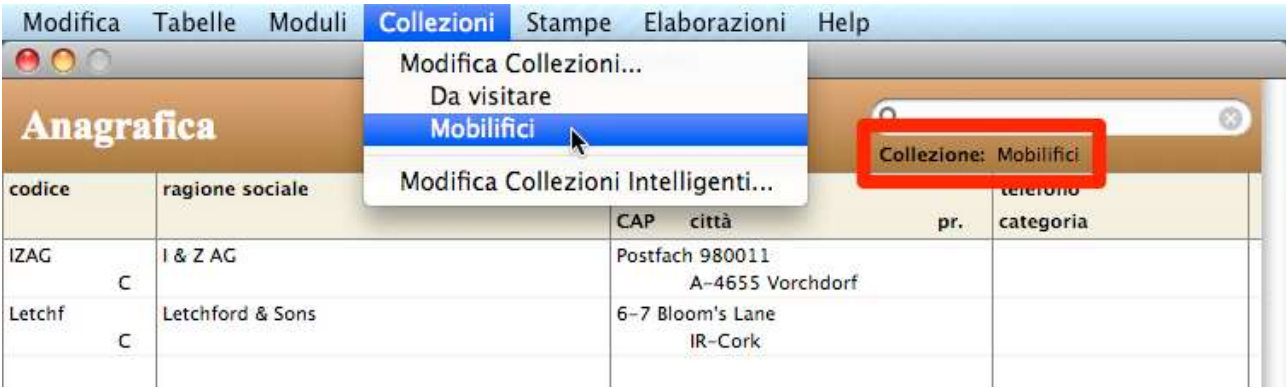 Modifica Tabelle Moduli Collezioni Stampe Elaborazioni Help
Modifica Collezioni...
Da visitare
Mobilifici
Modifica Collezioni Intelligenti...
Anagrafica
Collezione: Mobilifici
codice ragione sociale telefono
CAP città pr. categoria
IZAG I & Z AG Postfach 980011
C A-4655 Vorchdorf
Letchf Letchford & Sons 6-7 Bloom's Lane
C IR-Cork